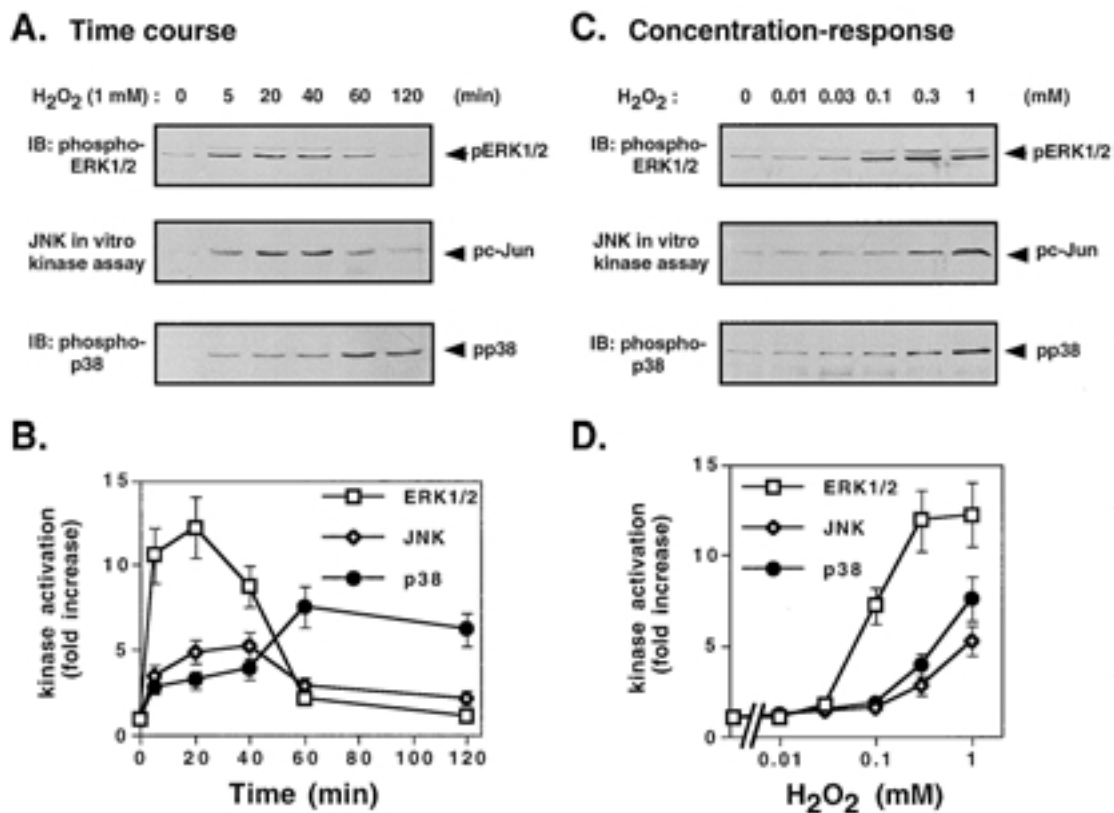 A. Time course
H2O2 (1 mM) : 0 5 20 40 60 120 (min)
IB: phospho-
ERK1/2
pERK1/2
JNK in vitro
kinase assay
pc-Jun
IB: phospho-
p38
pp38
B.
15
10
5
0
kinase activation
(fold increase)
ERK1/2
JNK
p38
0 20 40 60 80 100 120
Time (min)
C. Concentration-response
H2O2 : 0 0.01 0.03 0.1 0.3 1 (mM)
IB: phospho-
ERK1/2
pERK1/2
JNK in vitro
kinase assay
pc-Jun
IB: phospho-
p38
pp38
D.
15
10
5
0
kinase activation
(fold increase)
ERK1/2
JNK
p38
0.01 0.1 1
H2O2 (mM)